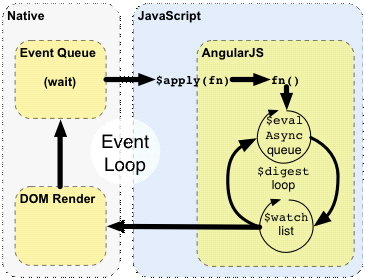 Native
JavaScript
Event Queue
(wait)
AngularJS
$apply(fn)
fn()
$eval
Async
queue
Event
Loop
$digest
loop
DOM Render
$watch
list